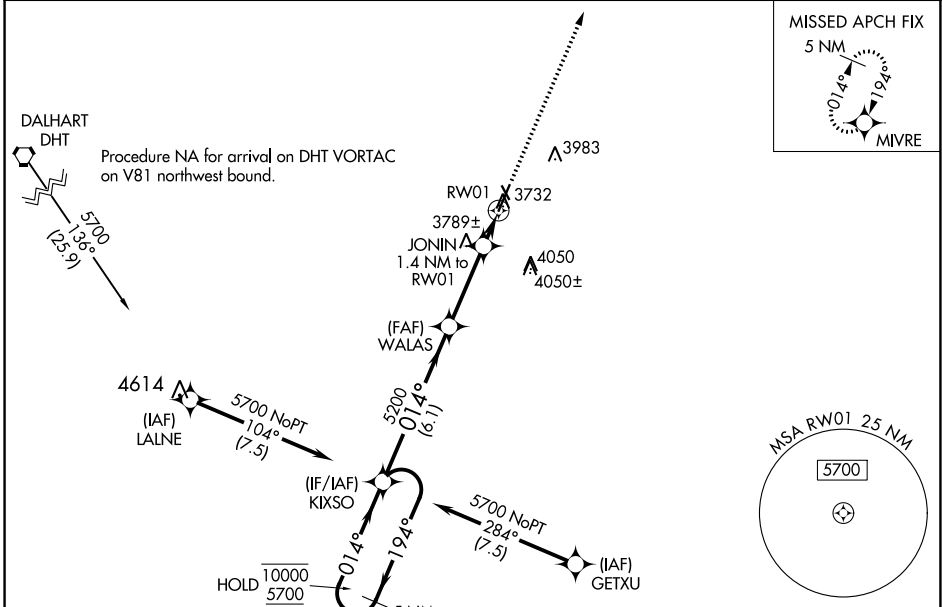 MISSED APCH FIX
5 NM
014°
194°
MIVRE
DALHART
DHT
Procedure NA for arrival on DHT VORTAC
on V81 northwest bound.
5700
136°
(25.9)
3983
RW01
3732
3789±
JONIN
1.4 NM to
RW01
4050
4050±
(FAF)
WALAS
5200
014°
(6.1)
4614
(IAF)
LALNE
5700 NoPT
104°
(7.5)
(IF/IAF)
KIXSO
5700 NoPT
284°
(7.5)
(IAF)
GETXU
014°
194°
HOLD
10000
5700
MSA RW01 25 NM
5700